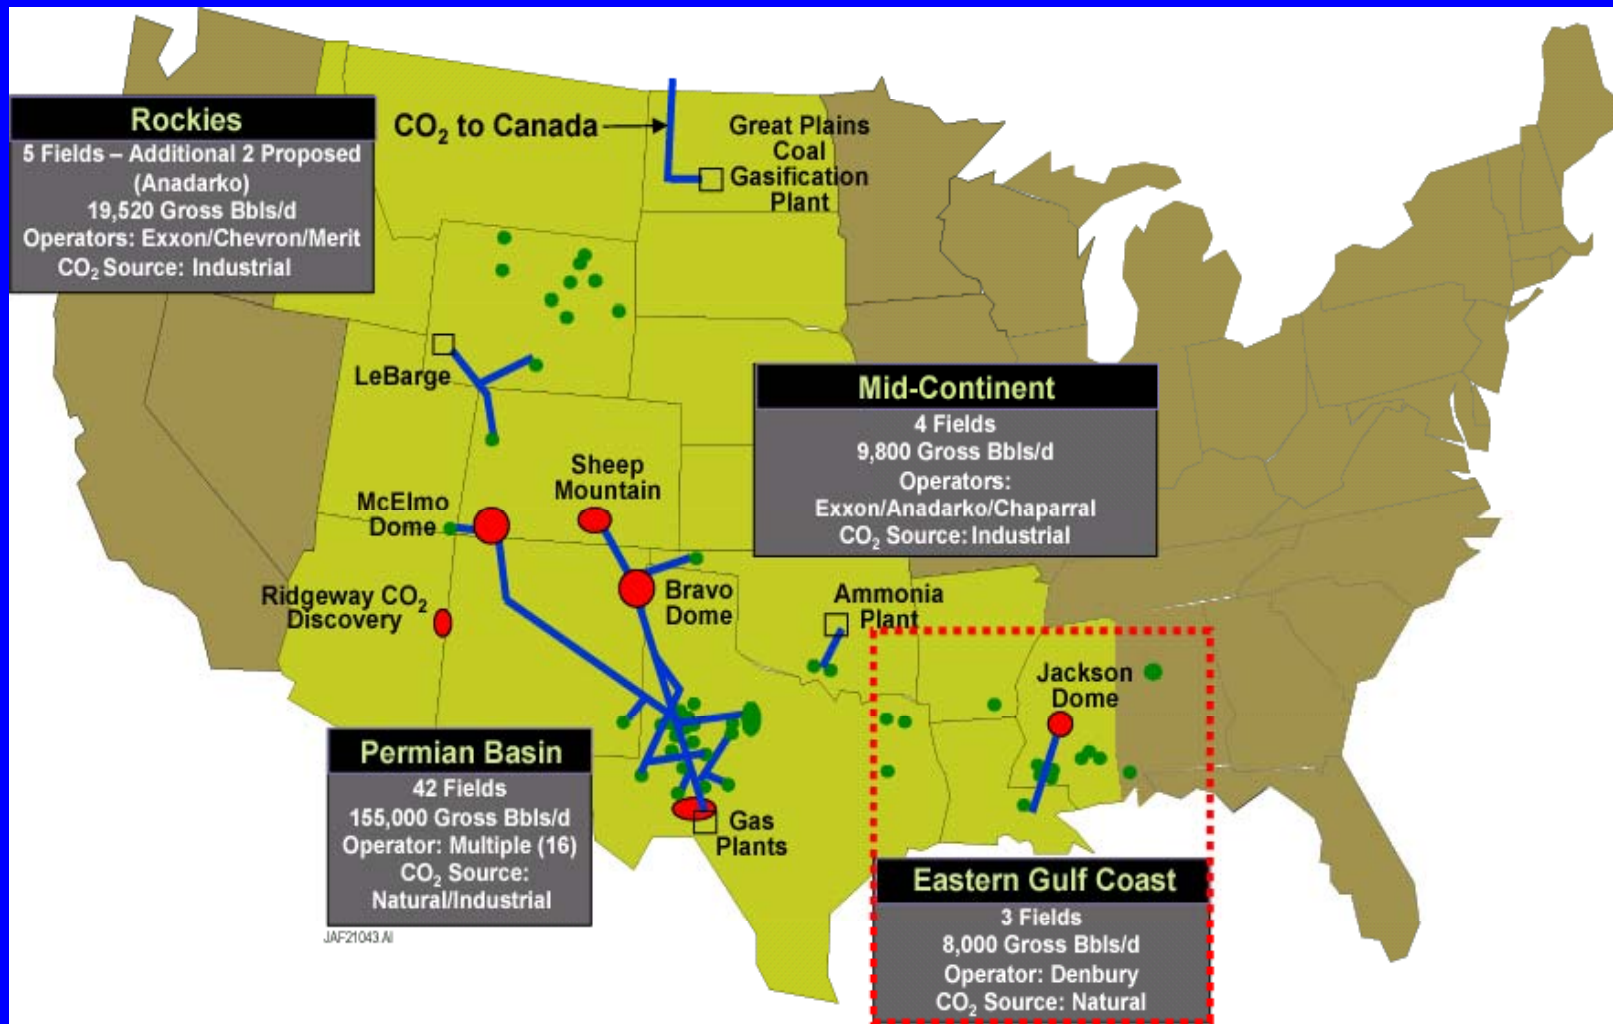 Rockies
5 Fields – Additional 2 Proposed
(Anadarko)
19,520 Gross Bbls/d
Operators: Exxon/Chevron/Merit
CO₂ Source: Industrial
CO₂ to Canada
Great Plains
Coal
Gasification
Plant
LeBarge
Mid-Continent
4 Fields
9,800 Gross Bbls/d
Operators:
Exxon/Anadarko/Chaparral
CO₂ Source: Industrial
McElmo
Dome
Sheep
Mountain
Ridgeway CO₂
Discovery
Bravo
Dome
Ammonia
Plant
Jackson
Dome
Permian Basin
42 Fields
155,000 Gross Bbls/d
Operator: Multiple (16)
CO₂ Source:
Natural/Industrial
JAF21043.AI
Gas
Plants
Eastern Gulf Coast
3 Fields
8,000 Gross Bbls/d
Operator: Denbury
CO₂ Source: Natural